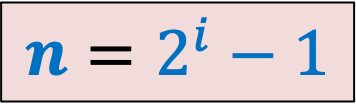 n = 2^i − 1